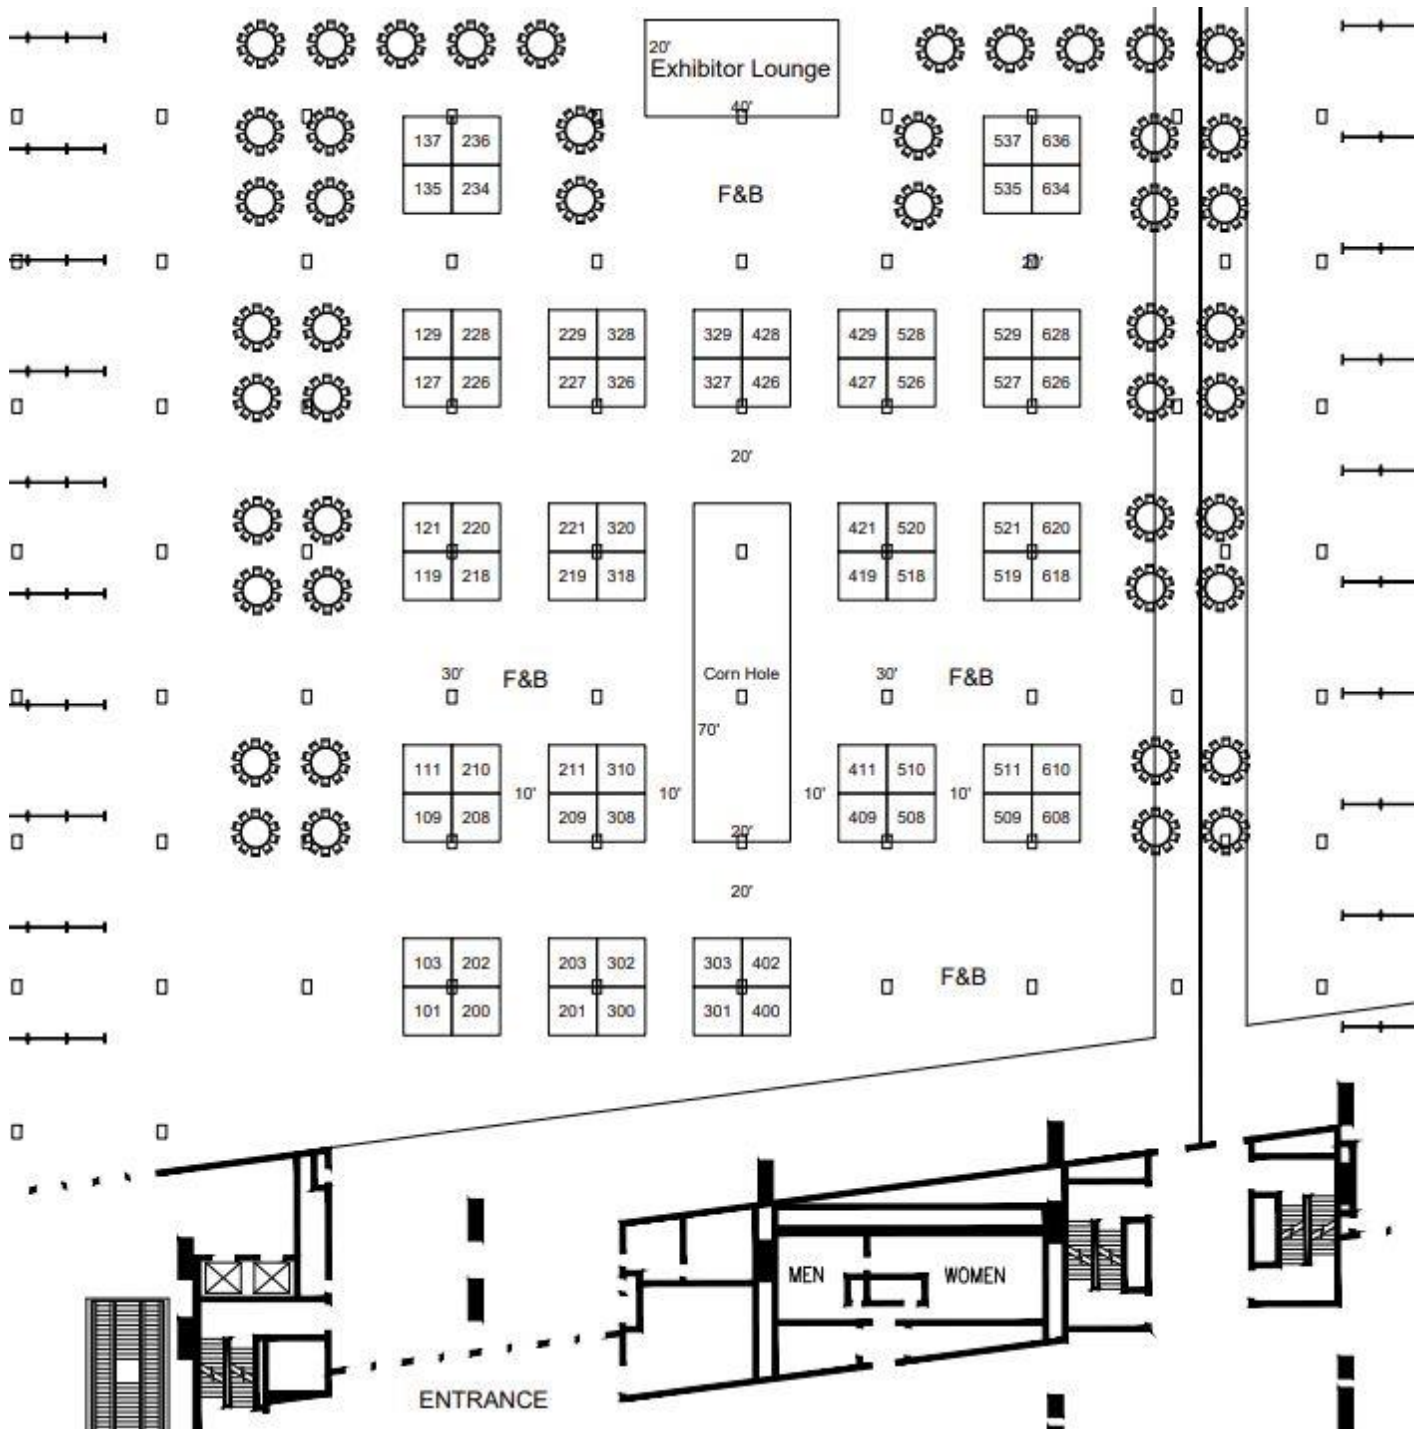 20'
Exhibitor Lounge
40'
137 236 537 636
135 234 F&B 535 634
20'
129 228 229 328 329 428 429 528 529 628
127 226 227 326 327 426 427 526 527 626
20'
121 220 221 320 421 520 521 620
119 218 219 318 419 518 519 618
30' F&B Corn Hole 30' F&B
70'
111 210 211 310 411 510 511 610
10' 10' 10' 10'
109 208 209 308 409 508 509 608
20'
20'
103 202 203 302 303 402
F&B
101 200 201 300 301 400
MEN WOMEN
ENTRANCE